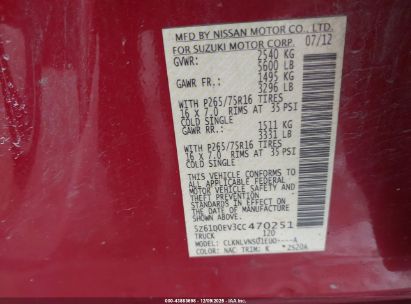 MFD BY NISSAN MOTOR CO., LTD.
FOR SUZUKI MOTOR CORP. 07/12
GVWR: 2540 KG
5600 LB
GAWR FR.: 1495 KG
3296 LB
WITH P265/75R16 TIRES
16 X 7.0 RIMS AT 35 PSI
COLD SINGLE
GAWR RR.: 1511 KG
3331 LB
WITH P265/75R16 TIRES
16 X 7.0 RIMS AT 35 PSI
COLD SINGLE
THIS VEHICLE CONFORMS TO
ALL APPLICABLE FEDERAL
MOTOR VEHICLE SAFETY
STANDARDS IN EFFECT ON
THE DATE OF MANUFACTURE
SHOWN ABOVE.
5Z61D0EV3CC470251
TRUCK 120
MODEL:
COLOR: NAC TRIM: K *2S20A